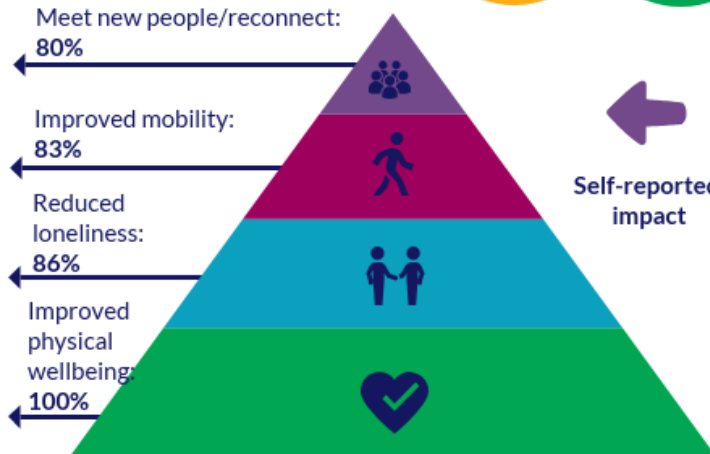 Meet new people/reconnect:
80%
Improved mobility:
83%
Reduced
loneliness:
86%
Improved
physical
wellbeing:
100%
Self-reported
impact